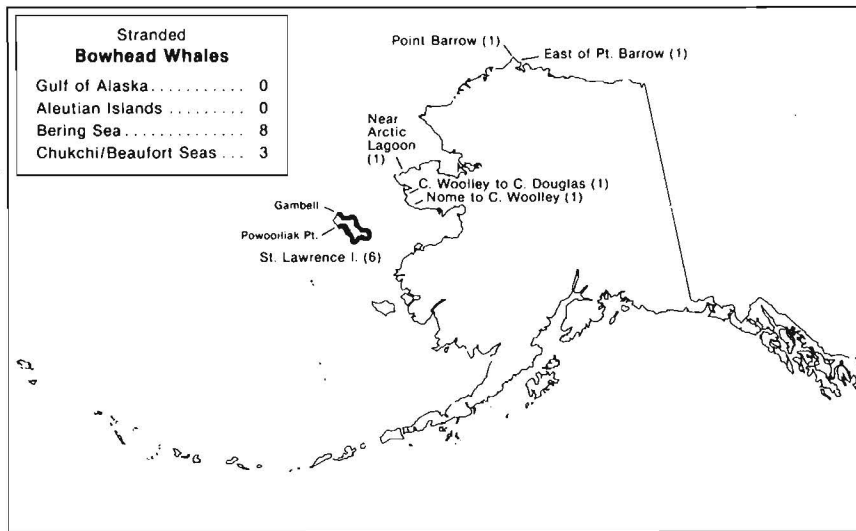 Stranded
Bowhead Whales
Gulf of Alaska........... 0
Aleutian Islands......... 0
Bering Sea............... 8
Chukchi/Beaufort Seas ... 3
Point Barrow (1)
East of Pt. Barrow (1)
Near
Arctic
Lagoon
(1)
C. Woolley to C. Douglas (1)
Nome to C. Woolley (1)
Gambell
Powooiliak Pt.
St. Lawrence I. (6)